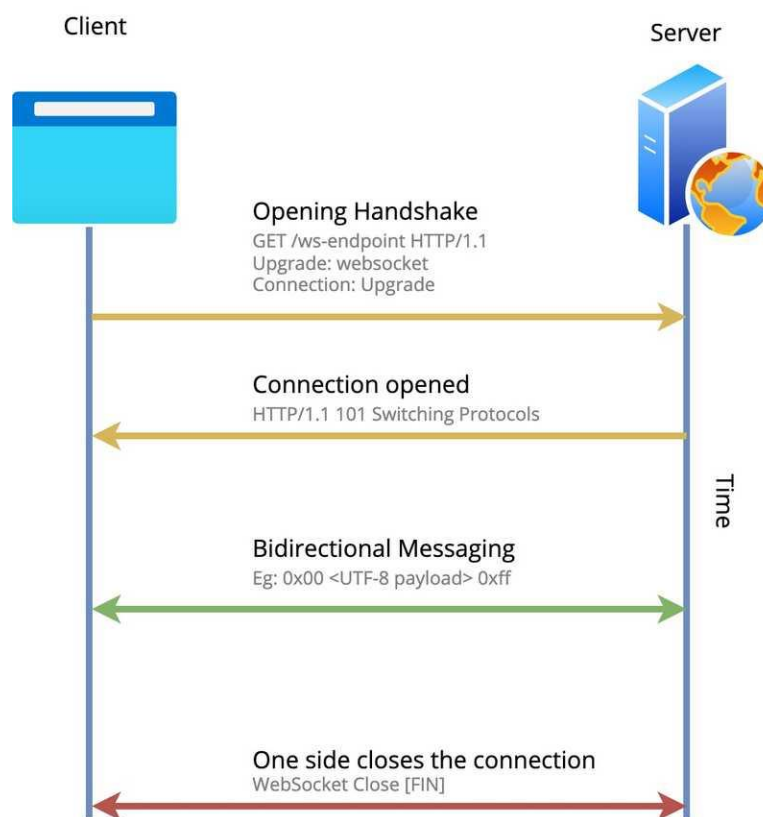 Client
Server
Opening Handshake
GET /ws-endpoint HTTP/1.1
Upgrade: websocket
Connection: Upgrade
Connection opened
HTTP/1.1 101 Switching Protocols
Time
Bidirectional Messaging
Eg: 0x00 <UTF-8 payload> 0xff
One side closes the connection
WebSocket Close [FIN]